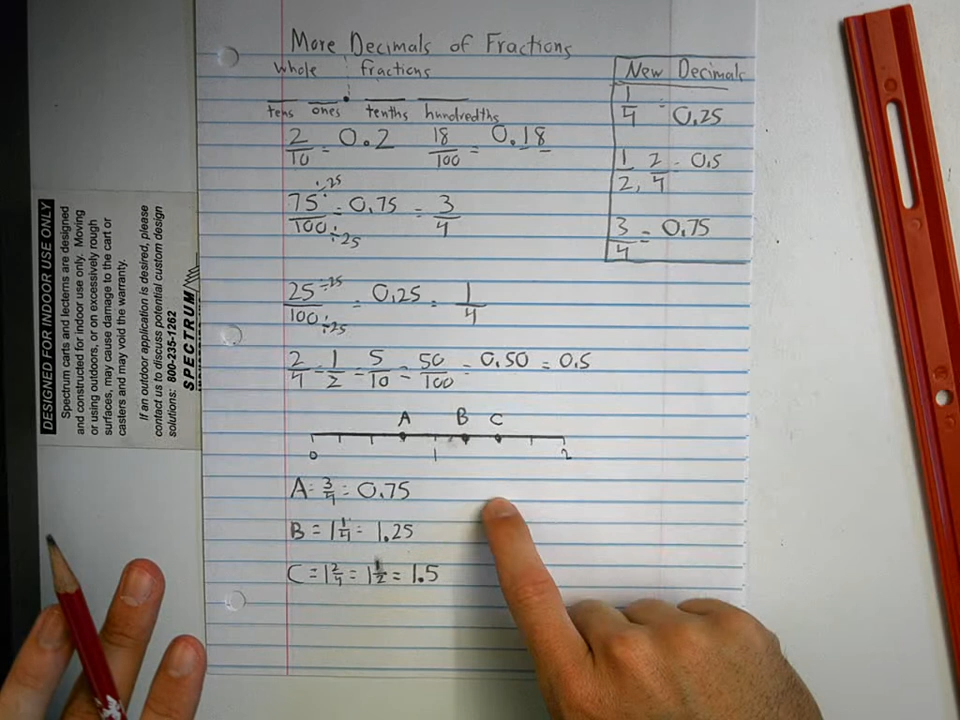 More Decimals of Fractions
whole fractions
tens ones . tenths hundredths
2/10 = 0.2 18/100 = 0.18
75/100 ÷25 ÷25 = 0.75 = 3/4
25/100 ÷25 ÷25 = 0.25 = 1/4
2/4 = 1/2 = 5/10 = 50/100 = 0.50 = 0.5
A B C
0 1 2
A = 3/4 = 0.75
B = 1 1/4 = 1.25
C = 1 2/4 = 1 1/2 = 1.5
New Decimals
1/4 = 0.25
1/2, 2/4 = 0.5
3/4 = 0.75
DESIGNED FOR INDOOR USE ONLY
Spectrum carts and lecterns are designed
and constructed for indoor use only. Moving
or using outdoors, or on excessively rough
surfaces, may cause damage to the cart or
casters and may void the warranty.
If an outdoor application is desired, please
contact us to discuss potential custom design
solutions: 800-235-1262
SPECTRUM